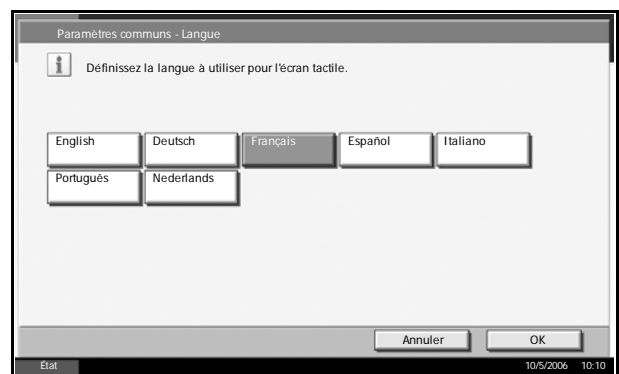 Paramètres communs - Langue
Définissez la langue à utiliser pour l'écran tactile.
English Deutsch Français Español Italiano
Português Nederlands
Annuler OK
État 10/5/2006 10:10